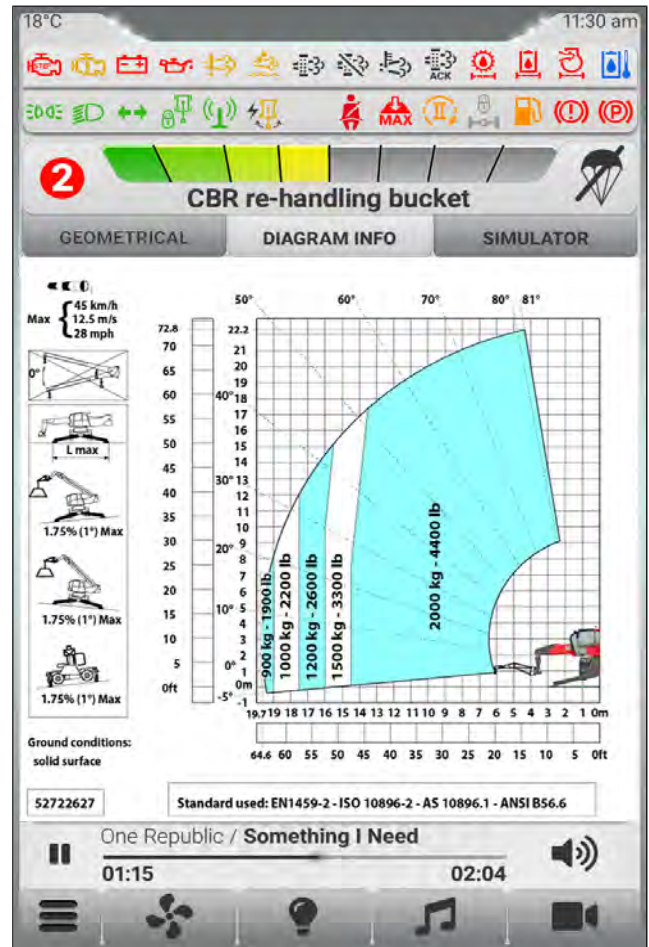 18°C 11:30 am
STOP
ACK
MAX
II
P
2
CBR re-handling bucket
GEOMETRICAL DIAGRAM INFO SIMULATOR
Max 45 km/h
12.5 m/s
28 mph
0°
L max
1.75% (1°) Max
1.75% (1°) Max
1.75% (1°) Max
Ground conditions:
solid surface
52722627
50° 60° 70° 80° 81°
40°
30°
20°
10°
0°
-5°
72.8
70
65
60
55
50
45
40
35
30
25
20
15
10
5
0ft
22.2
21
20
19
18
17
16
15
14
13
12
11
10
9
8
7
6
5
4
3
2
1
0m
-1
900 kg - 1900 lb
1000 kg - 2200 lb
1200 kg - 2600 lb
1500 kg - 3300 lb
2000 kg - 4400 lb
19.7 19 18 17 16 15 14 13 12 11 10 9 8 7 6 5 4 3 2 1 0m
64.6 60 55 50 45 40 35 30 25 20 15 10 5 0ft
Standard used: EN1459-2 - ISO 10896-2 - AS 10896.1 - ANSI B56.6
One Republic / Something I Need
01:15 02:04